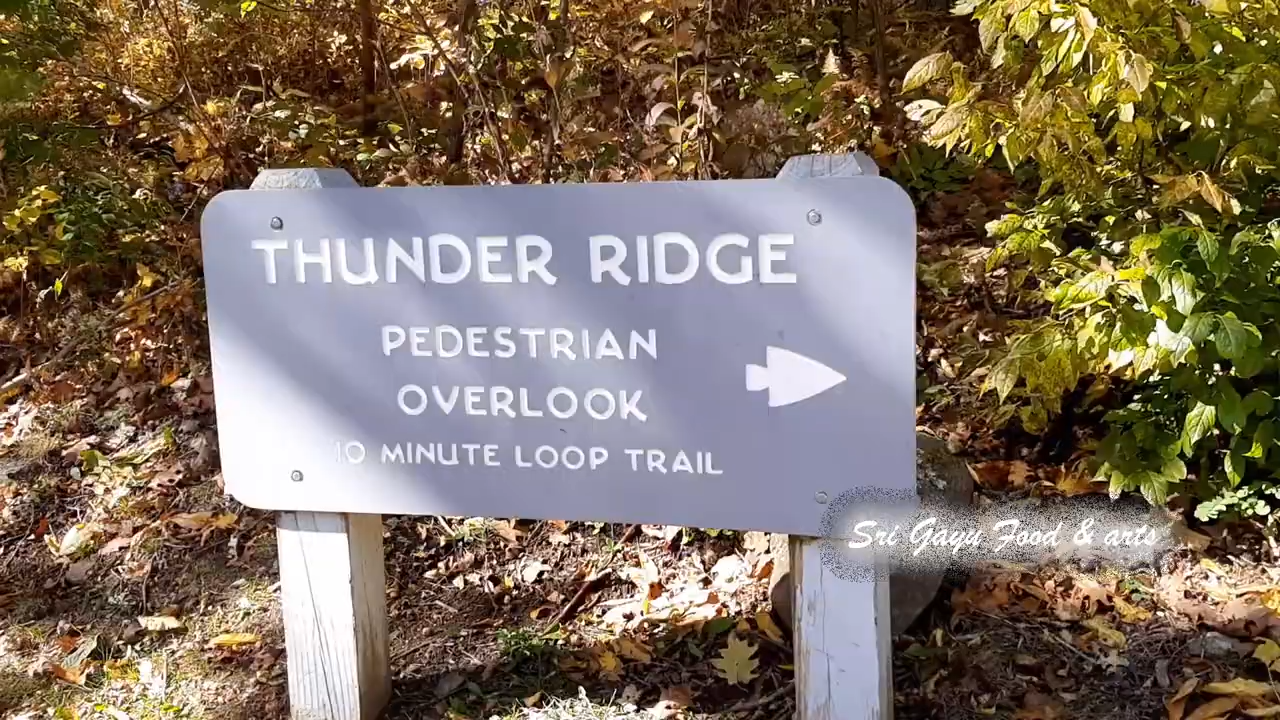 THUNDER RIDGE
PEDESTRIAN
OVERLOOK
10 MINUTE LOOP TRAIL
Sri Gayu Food & arts